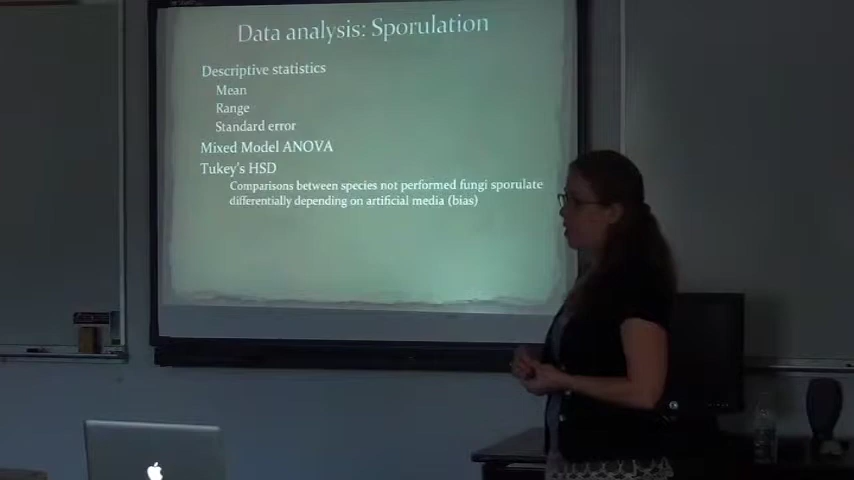 Data analysis: Sporulation
Descriptive statistics
Mean
Range
Standard error
Mixed Model ANOVA
Tukey's HSD
Comparisons between species not performed fungi sporulate
differentially depending on artificial media (bias)